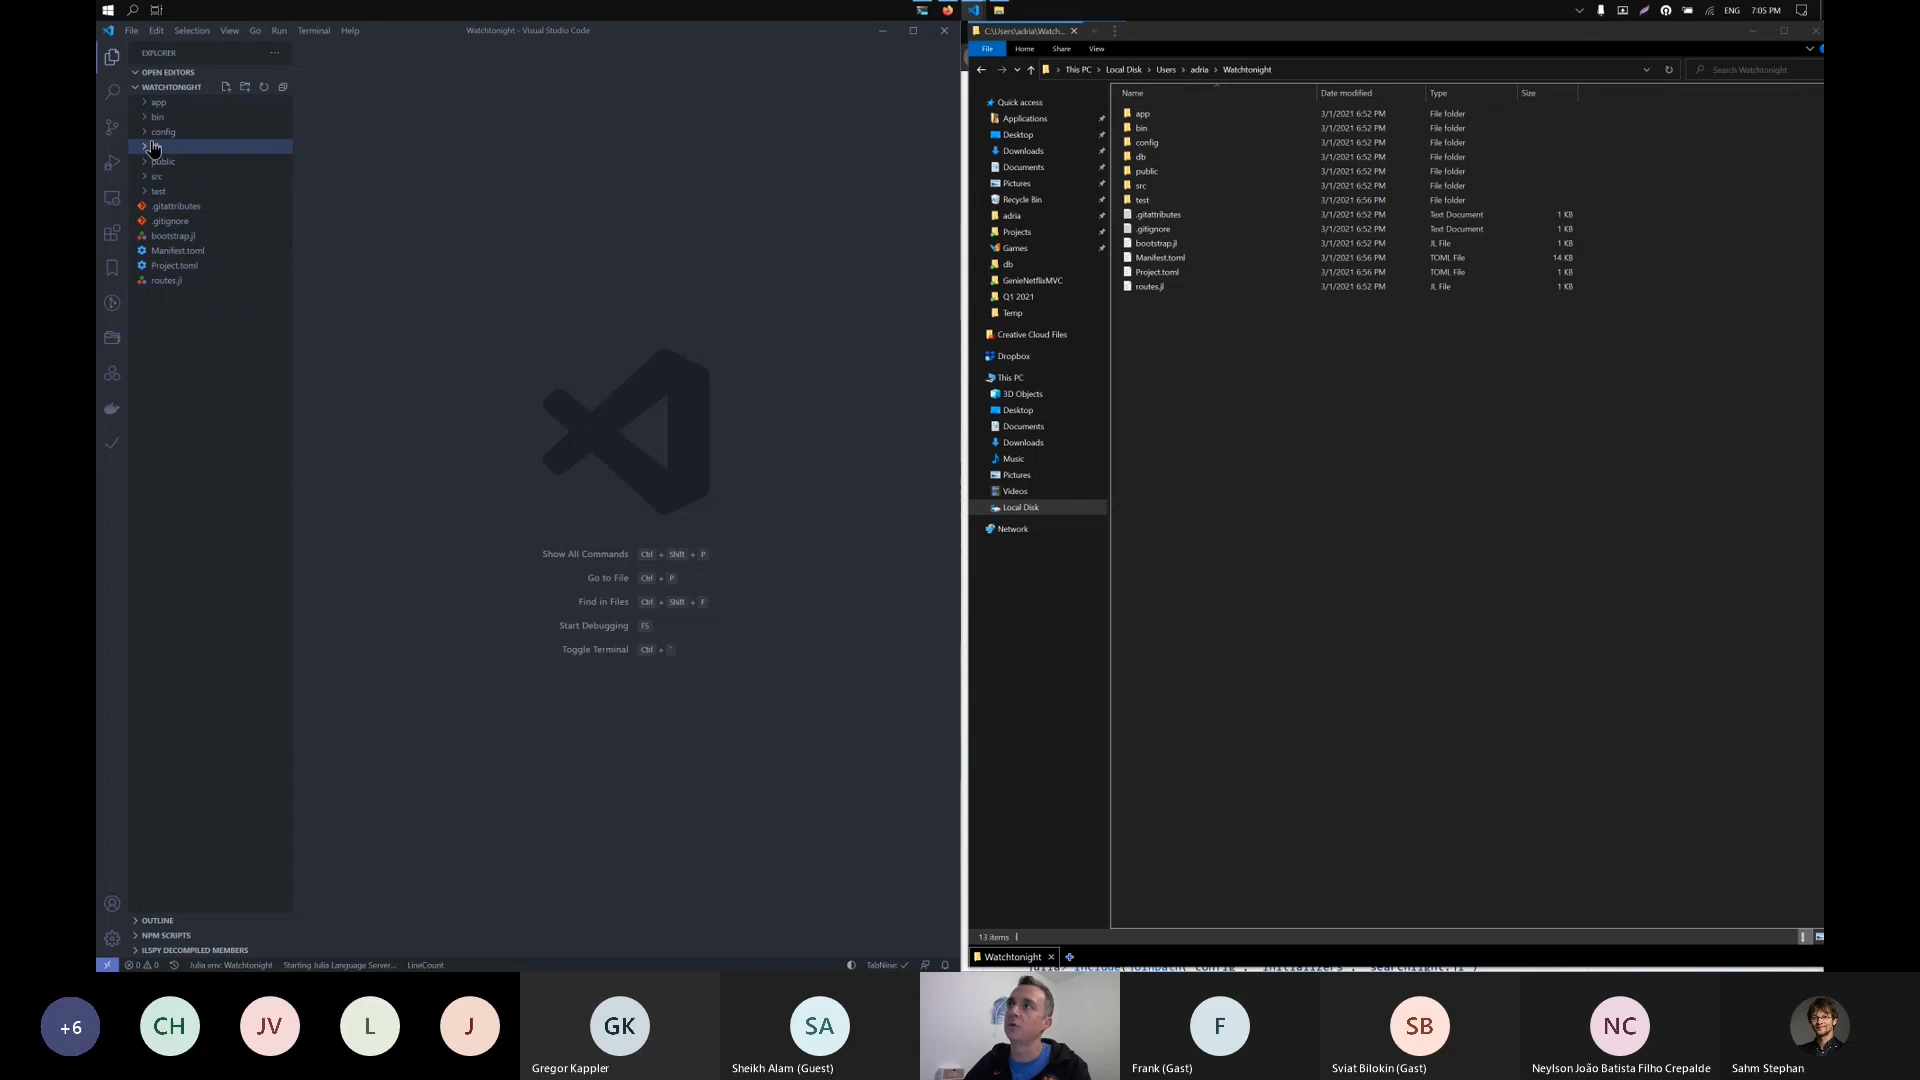 File Edit Selection View Go Run Terminal Help
Watchtonight - Visual Studio Code
ENG 7:05 PM
EXPLORER
OPEN EDITORS
WATCHTONIGHT
app
bin
config
public
src
test
.gitattributes
.gitignore
bootstrap.jl
Manifest.toml
Project.toml
routes.jl
Show All Commands Ctrl + Shift + P
Go to File Ctrl + P
Find in Files Ctrl + Shift + F
Start Debugging F5
Toggle Terminal Ctrl + `
OUTLINE
NPM SCRIPTS
ILSPY DECOMPILED MEMBERS
0 0 Julia env: Watchtonight Starting Julia Language Server... LineCount TabNine:
C:\Users\adria\Watch...
File Home Share View
This PC > Local Disk > Users > adria > Watchtonight
Search Watchtonight
Quick access
Applications
Desktop
Downloads
Documents
Pictures
Recycle Bin
adria
Projects
Games
db
GenieNetflixMVC
Q1 2021
Temp
Creative Cloud Files
Dropbox
This PC
3D Objects
Desktop
Documents
Downloads
Music
Pictures
Videos
Local Disk
Network
Name Date modified Type Size
app 3/1/2021 6:52 PM File folder
bin 3/1/2021 6:52 PM File folder
config 3/1/2021 6:52 PM File folder
db 3/1/2021 6:52 PM File folder
public 3/1/2021 6:52 PM File folder
src 3/1/2021 6:52 PM File folder
test 3/1/2021 6:56 PM File folder
.gitattributes 3/1/2021 6:52 PM Text Document 1 KB
.gitignore 3/1/2021 6:52 PM Text Document 1 KB
bootstrap.jl 3/1/2021 6:52 PM JL File 1 KB
Manifest.toml 3/1/2021 6:56 PM TOML File 14 KB
Project.toml 3/1/2021 6:56 PM TOML File 1 KB
routes.jl 3/1/2021 6:52 PM JL File 1 KB
13 items
Watchtonight
+6
CH
JV
L
J
GK
Gregor Kappler
SA
Sheikh Alam (Guest)
F
Frank (Gast)
SB
Sviat Bilokin (Gast)
NC
Neylson João Batista Filho Crepalde
Sahm Stephan